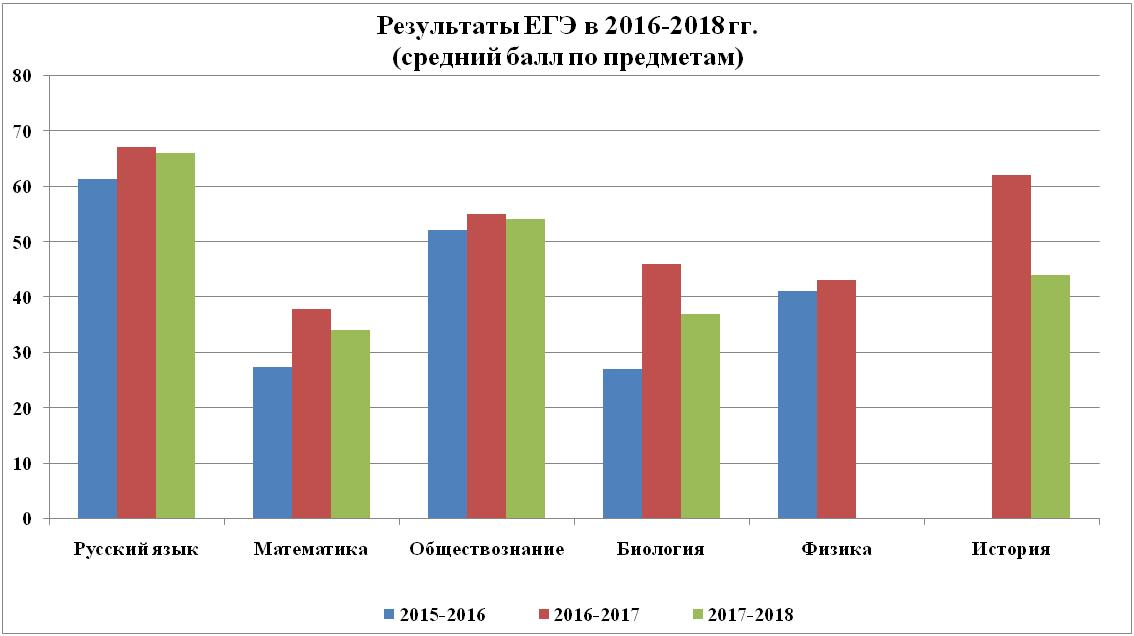 Результаты ЕГЭ в 2016-2018 гг.
(средний балл по предметам)
80
70
60
50
40
30
20
10
0
Русский язык
Математика
Обществознание
Биология
Физика
История
2015-2016
2016-2017
2017-2018